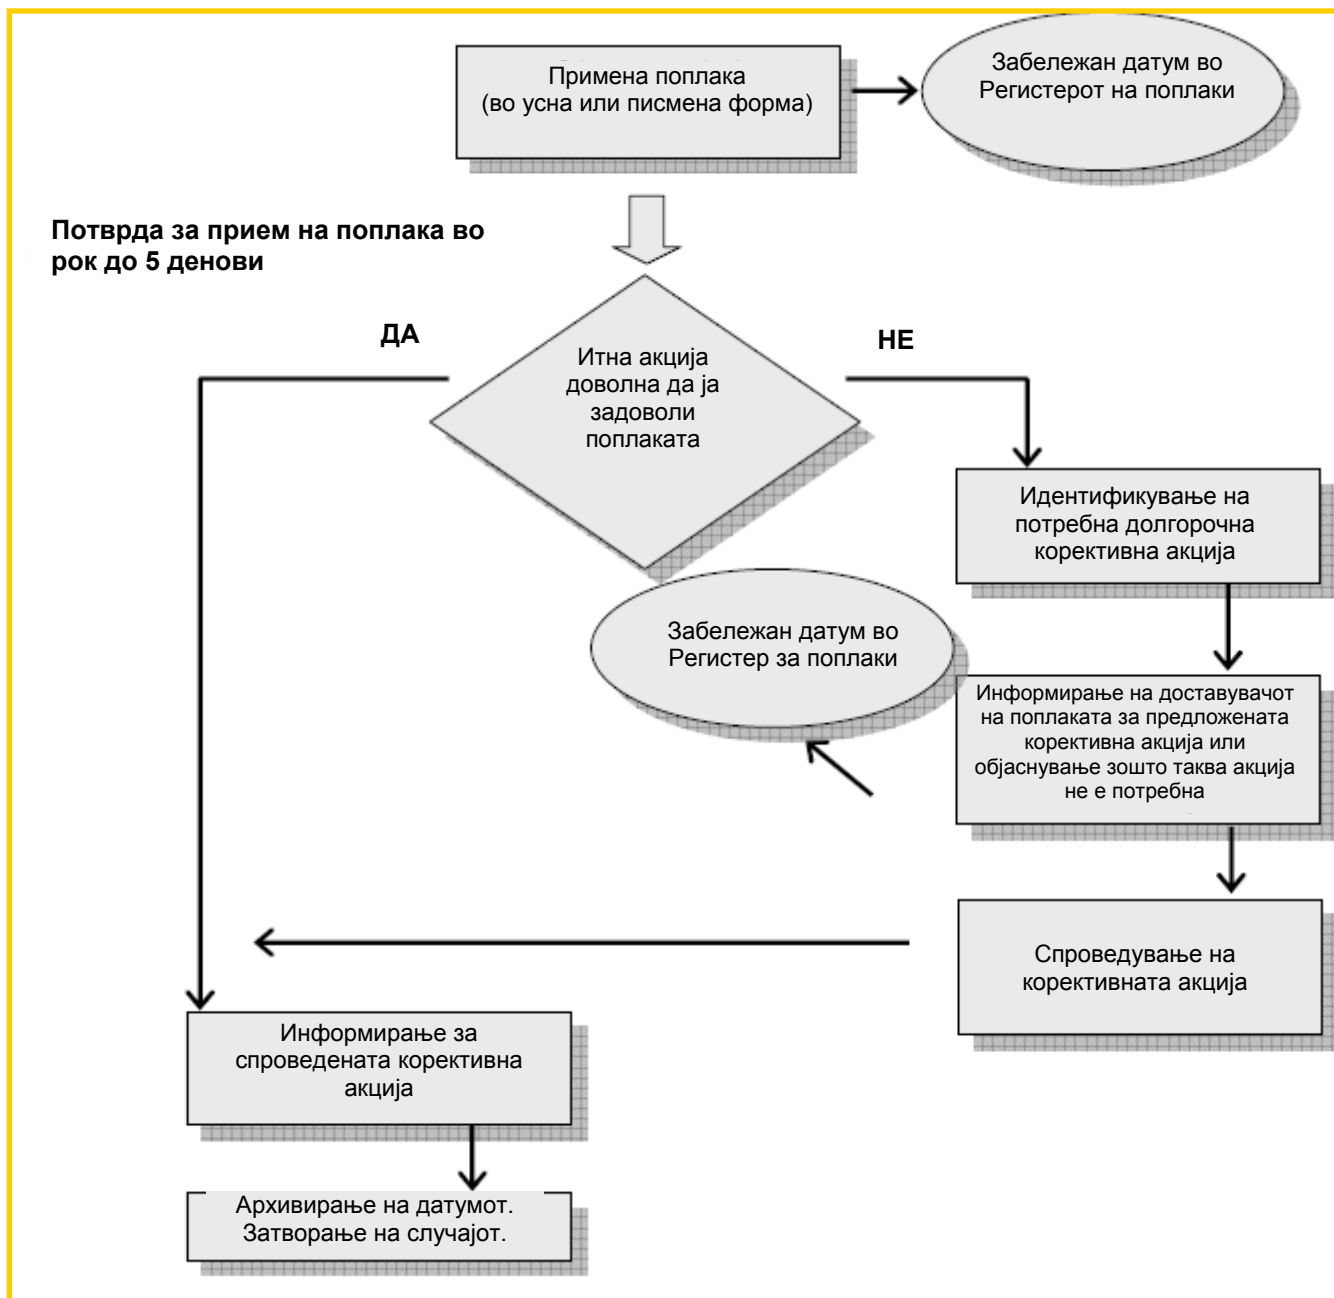 Примена поплака
(во усна или писмена форма)
Забележан датум во
Регистерот на поплаки
Потврда за прием на поплака во
рок до 5 денови
ДА
НЕ
Итна акција
доволна да ја
задоволи
поплаката
Идентификување на
потребна долгорочна
корективна акција
Забележан датум во
Регистер за поплаки
Информирање на доставувачот
на поплаката за предложената
корективна акција или
објаснување зошто таква акција
не е потребна
Спроведување на
корективната акција
Информирање за
спроведената корективна
акција
Архивирање на датумот.
Затворање на случајот.